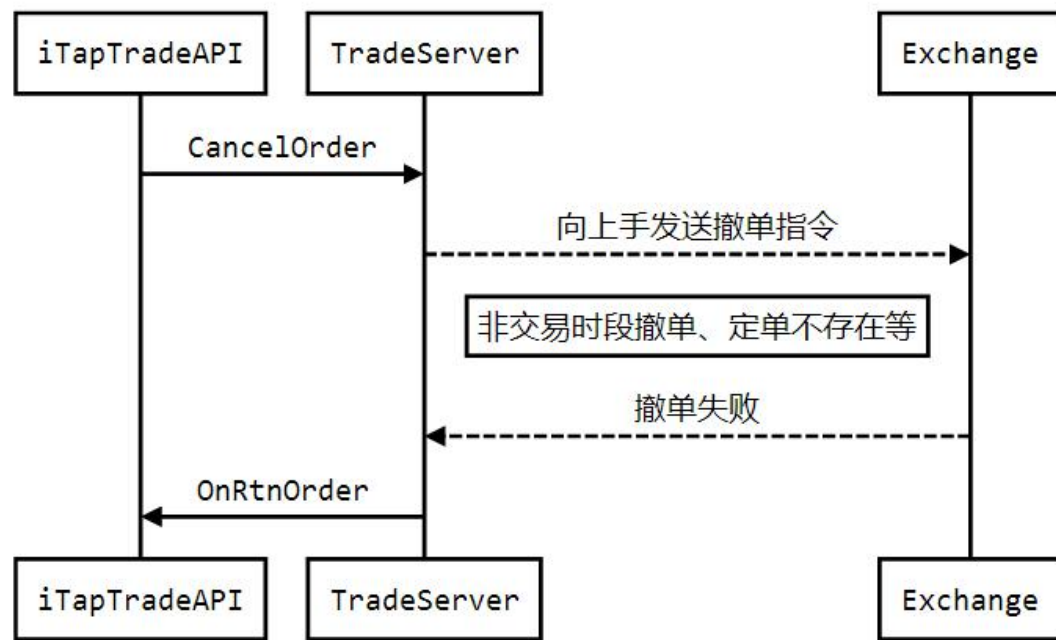 iTapTradeAPI
TradeServer
Exchange
CancelOrder
向上手发送撤单指令
非交易时段撤单、定单不存在等
撤单失败
OnRtnOrder
iTapTradeAPI
TradeServer
Exchange